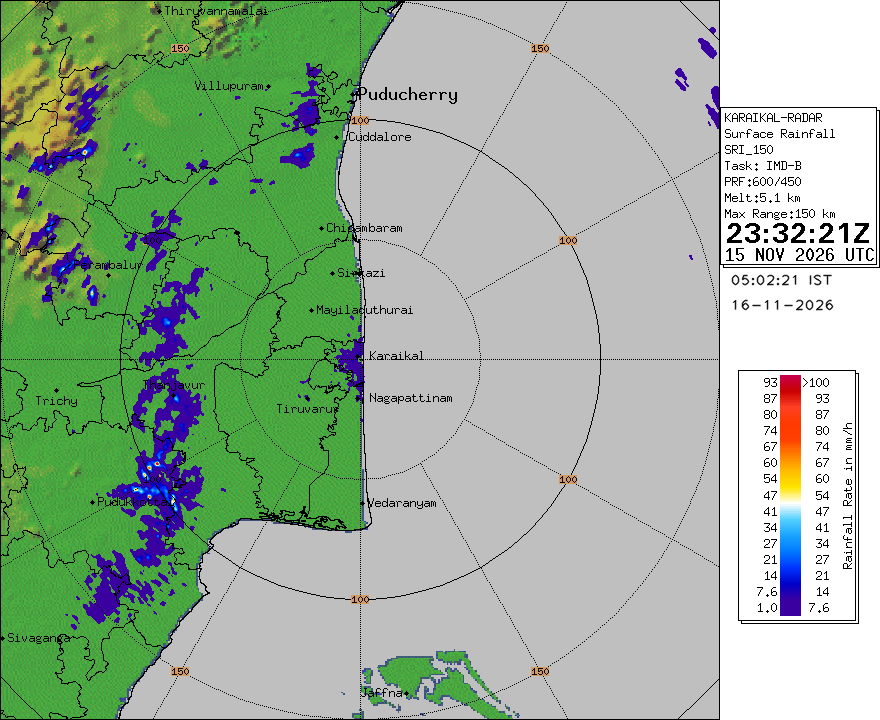 Thiruvannamalai
150
150
Villupuram
Puducherry
100
Cuddalore
Chidambaram
100
Perambalur
Sirkazi
Mayiladuthurai
Karaikal
Thanjavur
Trichy
Nagapattinam
Tiruvarur
100
100
Pudukkottai
Vedaranyam
100
Sivaganga
150
150
Jaffna
KARAIKAL-RADAR
Surface Rainfall
SRI_150
Task: IMD-B
PRF:600/450
Melt:5.1 km
Max Range:150 km
23:32:21Z
15 NOV 2026 UTC
05:02:21 IST
16-11-2026
93 >100
87 93
80 87
74 80
67 74
60 67
54 60
47 54
41 47
34 41
27 34
21 27
14 21
7.6 14
1.0 7.6
Rainfall Rate in mm/h